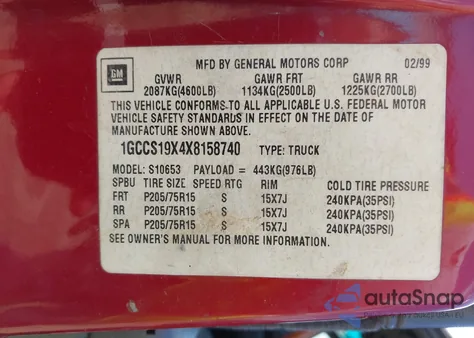 GM
MFD BY GENERAL MOTORS CORP 02/99
GVWR GAWR FRT GAWR RR
2087KG(4600LB) 1134KG(2500LB) 1225KG(2700LB)
THIS VEHICLE CONFORMS TO ALL APPLICABLE U.S. FEDERAL MOTOR
VEHICLE SAFETY STANDARDS IN EFFECT ON THE DATE
OF MANUFACTURE SHOWN ABOVE.
1GCCS19X4X8158740 TYPE: TRUCK
MODEL: S10653 PAYLOAD = 443KG(976LB)
SPBU TIRE SIZE SPEED RTG RIM COLD TIRE PRESSURE
FRT P205/75R15 S 15X7J 240KPA(35PSI)
RR P205/75R15 S 15X7J 240KPA(35PSI)
SPA P205/75R15 S 15X7J 240KPA(35PSI)
SEE OWNER'S MANUAL FOR MORE INFORMATION.
autoSnap